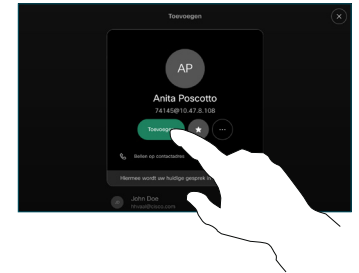 Toevoegen
AP
Anita Poscotto
74145@10.47.8.108
Toevoegen
Bellen op contactadres
Hiermee wordt uw huidige gesprek
John Doe